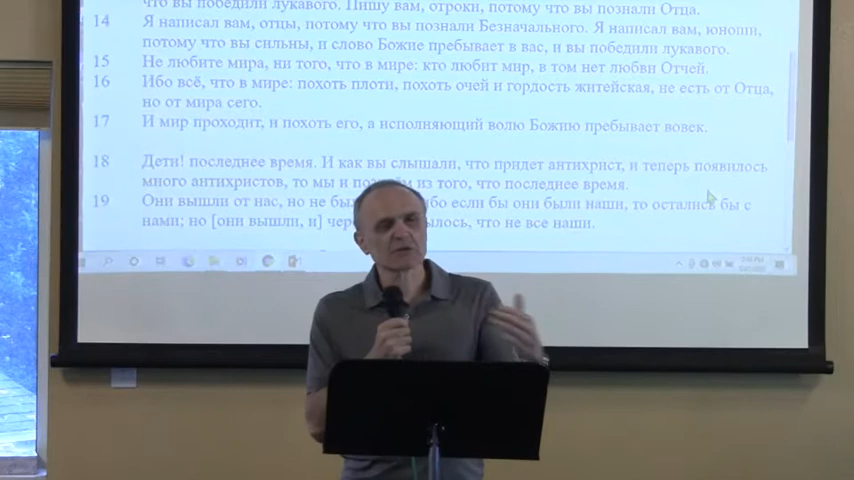 что вы победили лукавого. Пишу вам, отроки, потому что вы познали Отца.
14 Я написал вам, отцы, потому что вы познали Безначального. Я написал вам, юноши,
потому что вы сильны, и слово Божие пребывает в вас, и вы победили лукавого.
15 Не любите мира, ни того, что в мире: кто любит мир, в том нет любви Отчей.
16 Ибо всё, что в мире: похоть плоти, похоть очей и гордость житейская, не есть от Отца,
но от мира сего.
17 И мир проходит, и похоть его, а исполняющий волю Божию пребывает вовек.
18 Дети! последнее время. И как вы слышали, что придет антихрист, и теперь появилось
много антихристов, то мы и из того, что последнее время.
19 Они вышли от нас, но не если бы они были наши, то остались бы с
нами; но [они вышли, и] что не все наши.